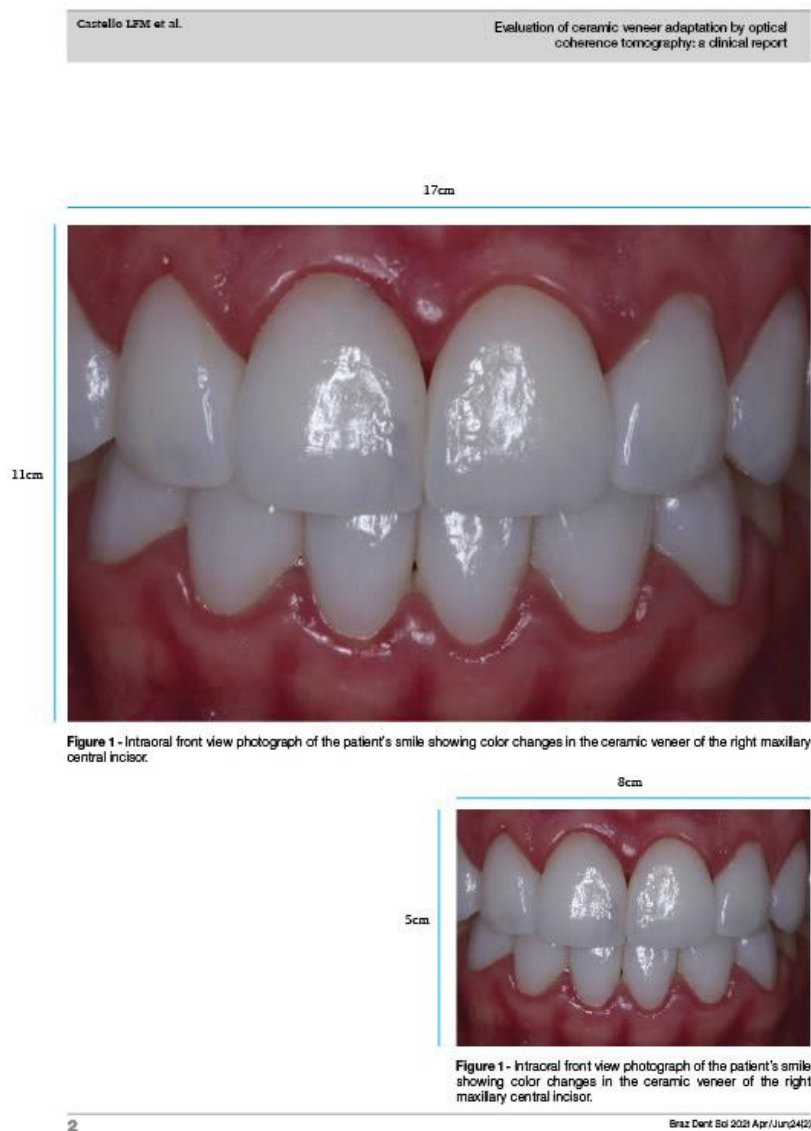 Castello LFM et al.
Evaluation of ceramic veneer adaptation by optical
coherence tomography: a clinical report
17cm
11cm
Figure 1 - Intraoral front view photograph of the patient's smile showing color changes in the ceramic veneer of the right maxillary
central incisor.
8cm
5cm
Figure 1 - Intraoral front view photograph of the patient's smile
showing color changes in the ceramic veneer of the right
maxillary central incisor.
2
Braz Dent Sci 2021 Apr/Jun;24(2)